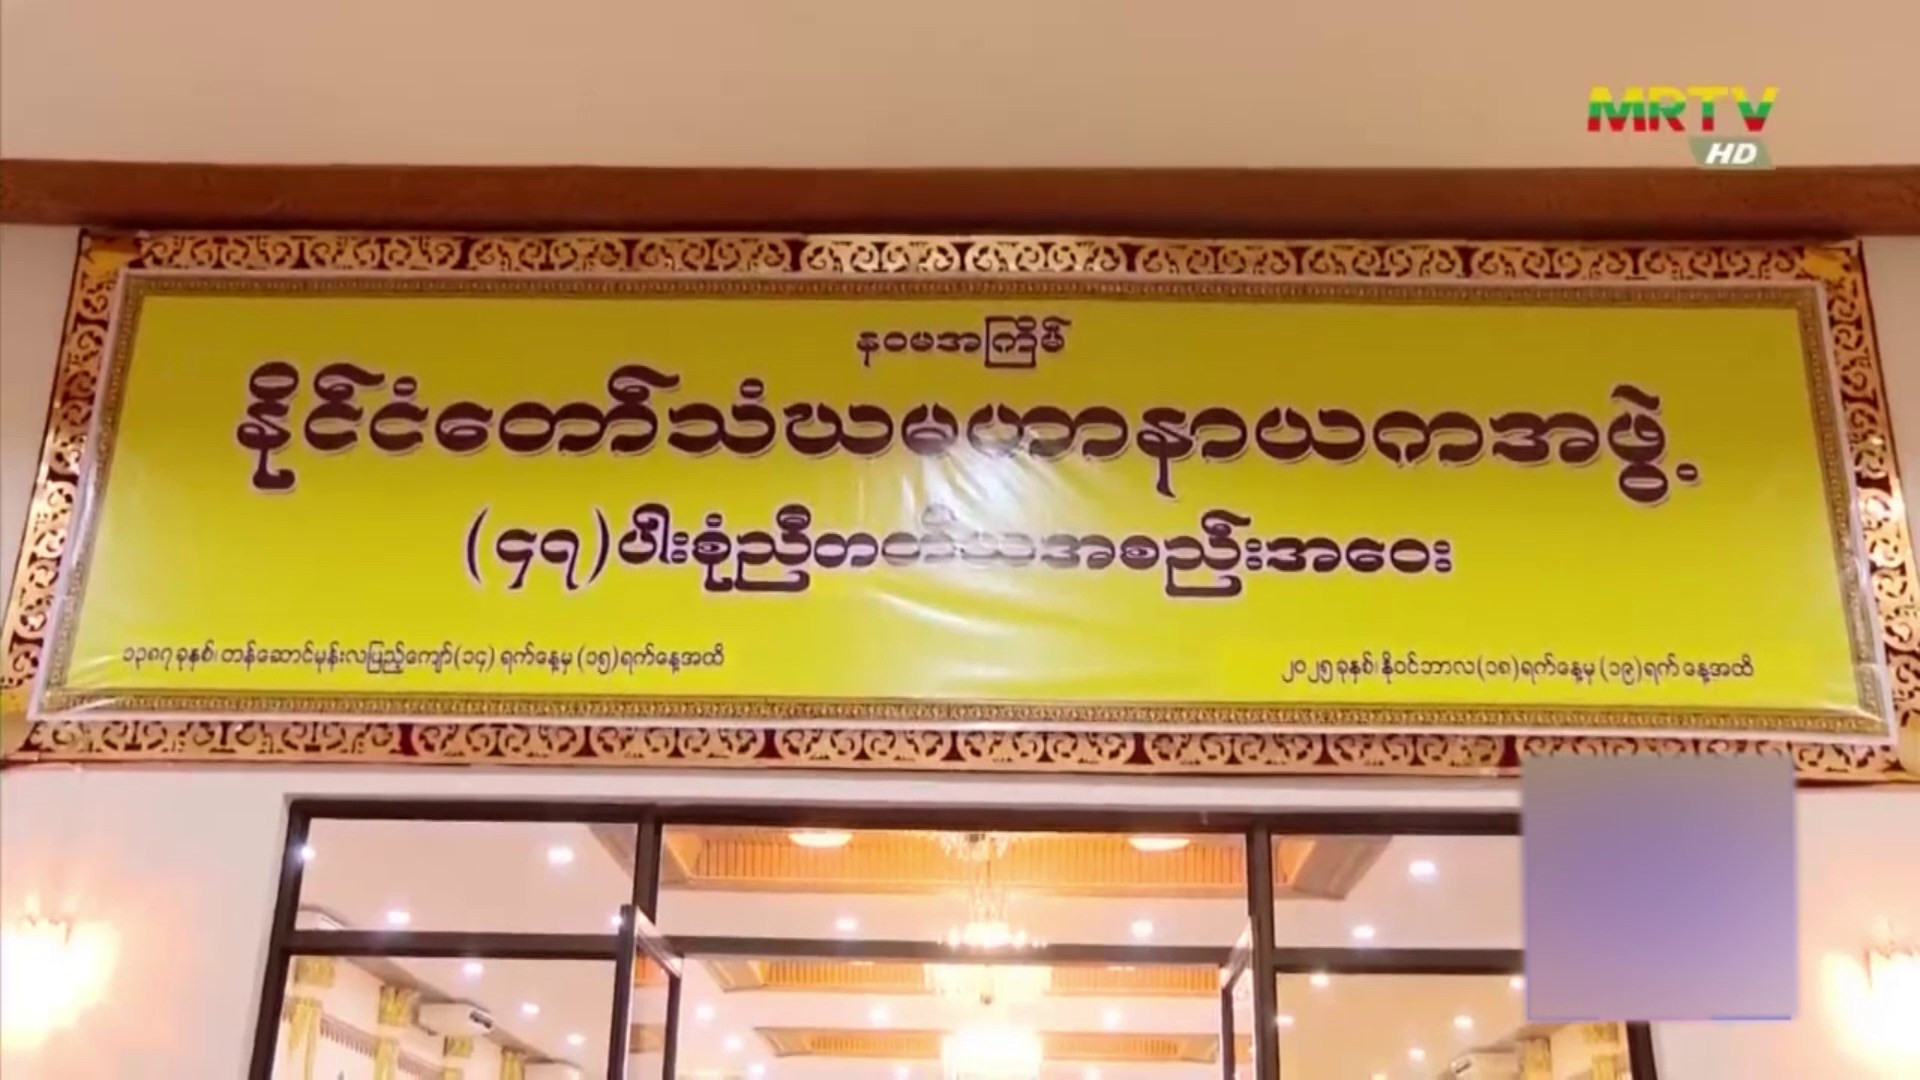 MRTV
HD
နဝမအကြိမ်
နိုင်ငံတော်သံဃမဟာနာယကအဖွဲ့
(၄၇)ပါးစုံညီတတိယအစည်းအဝေး
၁၃၈၇ ခုနှစ်၊ တန်ဆောင်မုန်းလပြည့်ကျော်(၁၄) ရက်နေ့မှ (၁၅)ရက်နေ့အထိ
၂၀၂၅ ခုနှစ်၊ နိုဝင်ဘာလ(၁၈)ရက်နေ့မှ (၁၉)ရက် နေ့အထိ